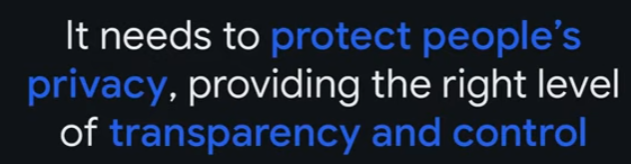 It needs to protect people’s
privacy, providing the right level
of transparency and control